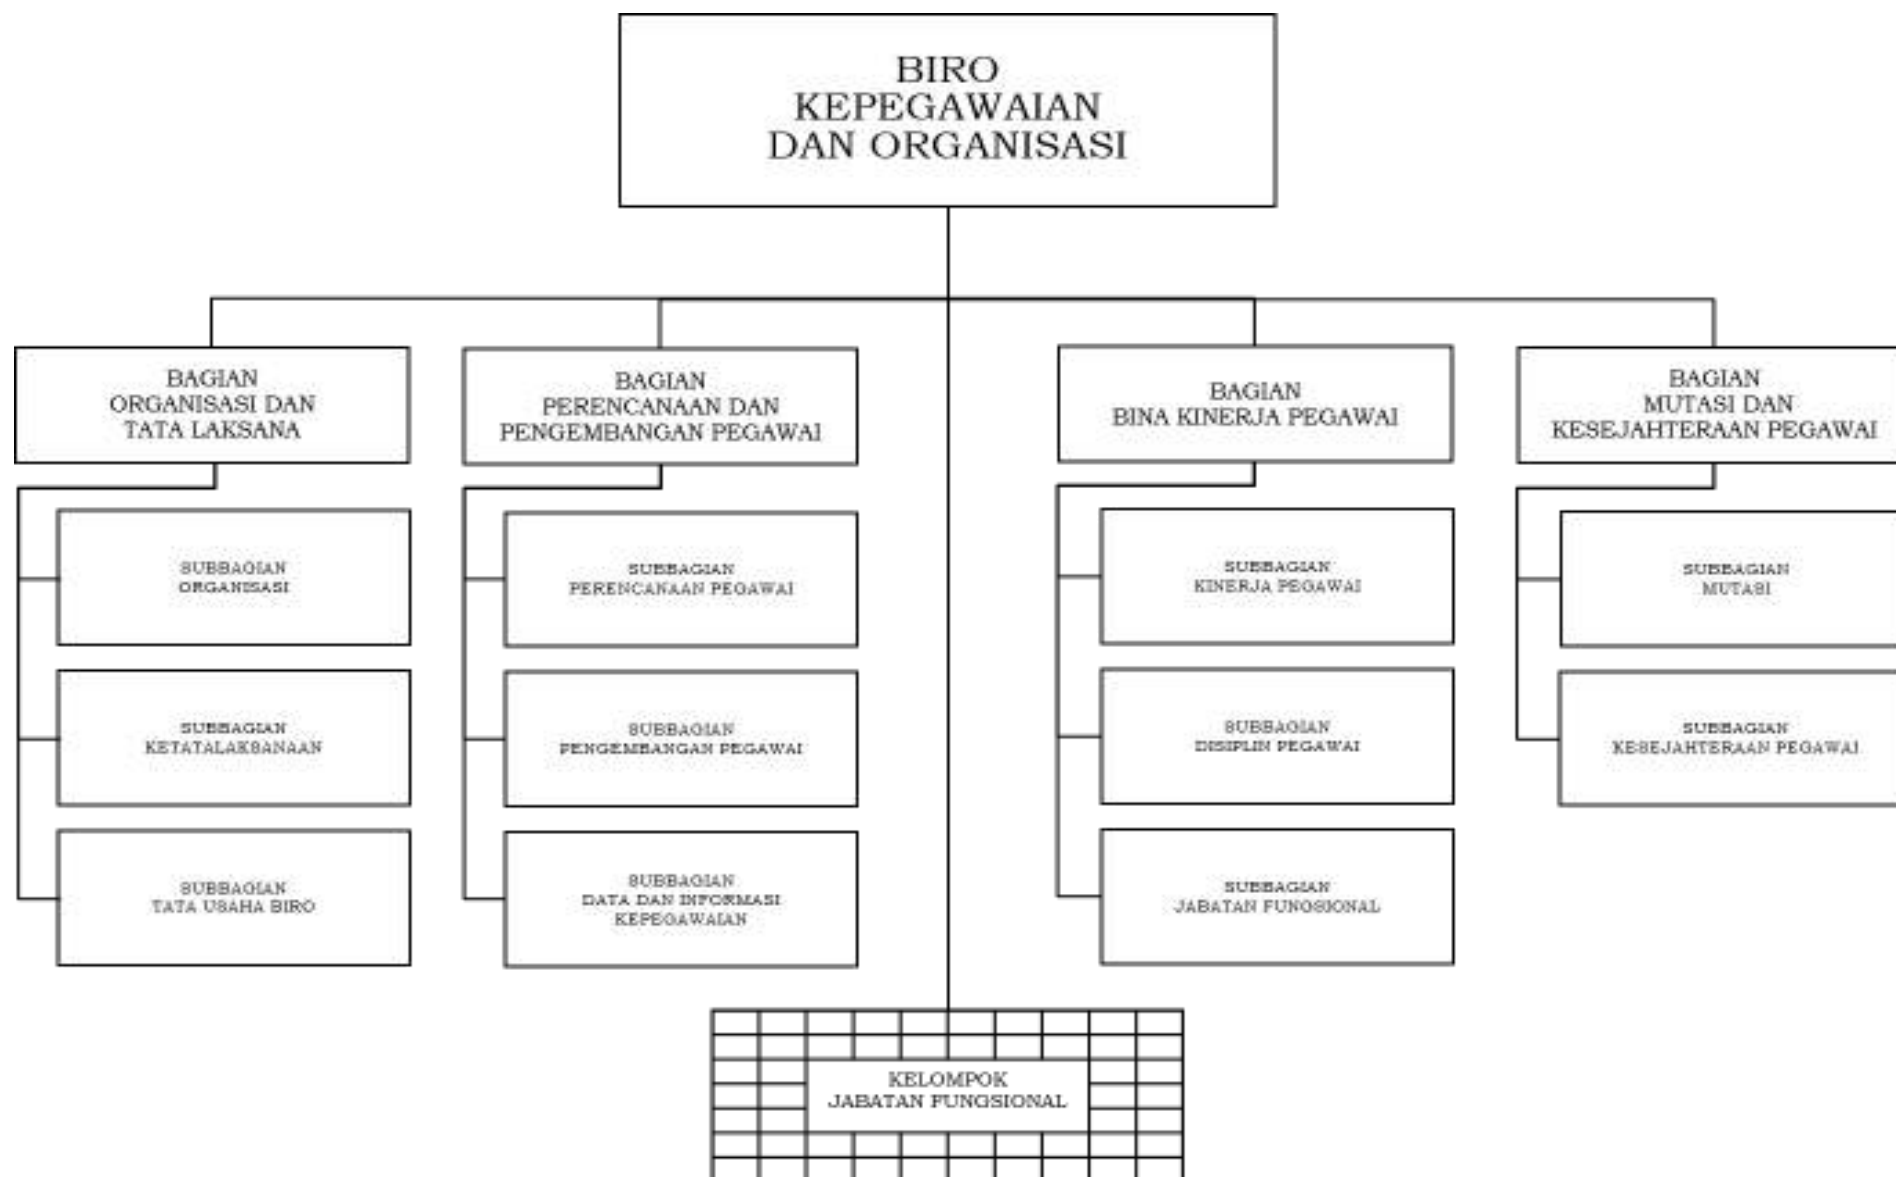 BIRO
KEPEGAWAIAN
DAN ORGANISASI
BAGIAN
ORGANISASI DAN
TATA LAKSANA
BAGIAN
PERENCANAAN DAN
PENGEMBANGAN PEGAWAI
BAGIAN
BINA KINERJA PEGAWAI
BAGIAN
MUTASI DAN
KESEJAHTERAAN PEGAWAI
SUBBAGIAN
ORGANISASI
SUBBAGIAN
PERENCANAAN PEGAWAI
SUBBAGIAN
KINERJA PEGAWAI
SUBBAGIAN
MUTASI
SUBBAGIAN
KETATALAKSANAAN
SUBBAGIAN
PENGEMBANGAN PEGAWAI
SUBBAGIAN
DISIPLIN PEGAWAI
SUBBAGIAN
KESEJAHTERAAN PEGAWAI
SUBBAGIAN
TATA USAHA BIRO
SUBBAGIAN
DATA DAN INFORMASI
KEPEGAWAIAN
SUBBAGIAN
JABATAN FUNGSIONAL
KELOMPOK
JABATAN FUNGSIONAL